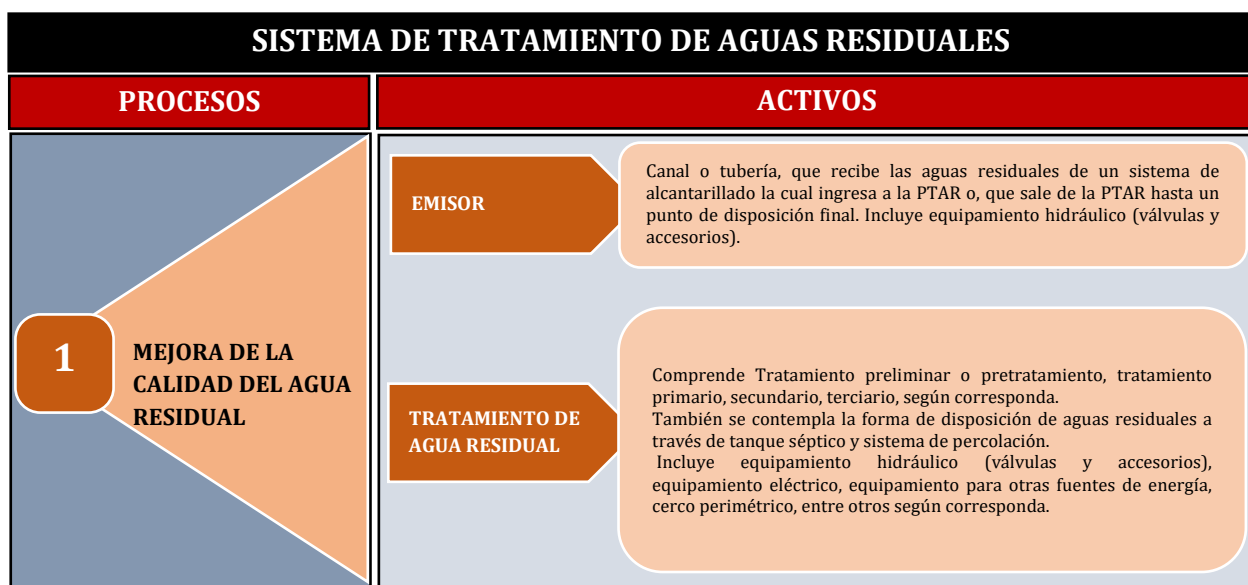 SISTEMA DE TRATAMIENTO DE AGUAS RESIDUALES
PROCESOS
ACTIVOS
1
MEJORA DE LA
CALIDAD DEL AGUA
RESIDUAL
EMISOR
Canal o tubería, que recibe las aguas residuales de un sistema de
alcantarillado la cual ingresa a la PTAR o, que sale de la PTAR hasta un
punto de disposición final. Incluye equipamiento hidráulico (válvulas y
accesorios).
TRATAMIENTO DE
AGUA RESIDUAL
Comprende Tratamiento preliminar o pretratamiento, tratamiento
primario, secundario, terciario, según corresponda.
También se contempla la forma de disposición de aguas residuales a
través de tanque séptico y sistema de percolación.
Incluye equipamiento hidráulico (válvulas y accesorios),
equipamiento eléctrico, equipamiento para otras fuentes de energía,
cerco perimétrico, entre otros según corresponda.